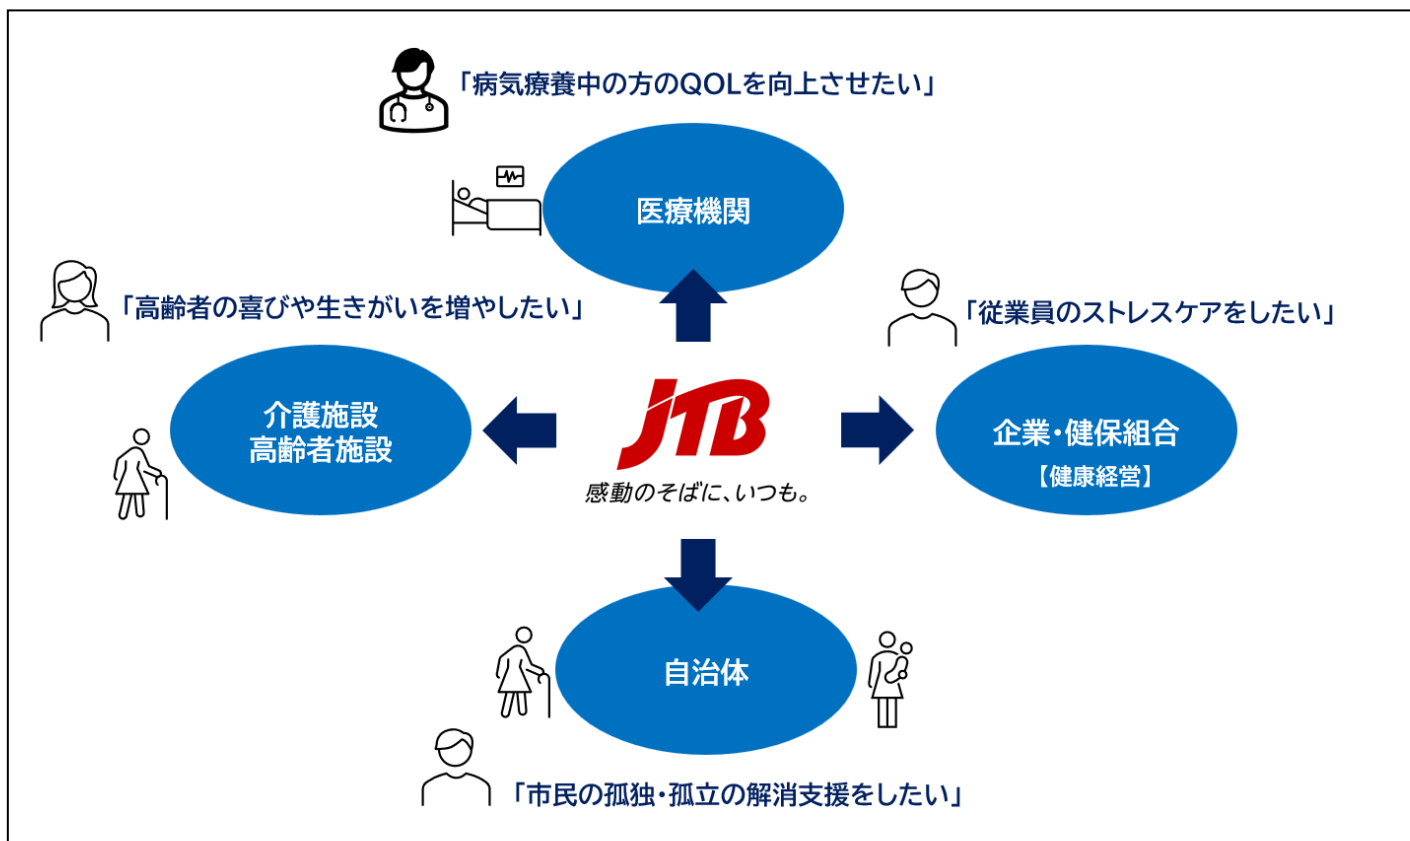 「病気療養中の方のQOLを向上させたい」
医療機関
「高齢者の喜びや生きがいを増やしたい」
「従業員のストレスケアをしたい」
介護施設
高齢者施設
JTB
感動のそばに、いつも。
企業・健保組合
【健康経営】
自治体
「市民の孤独・孤立の解消支援をしたい」